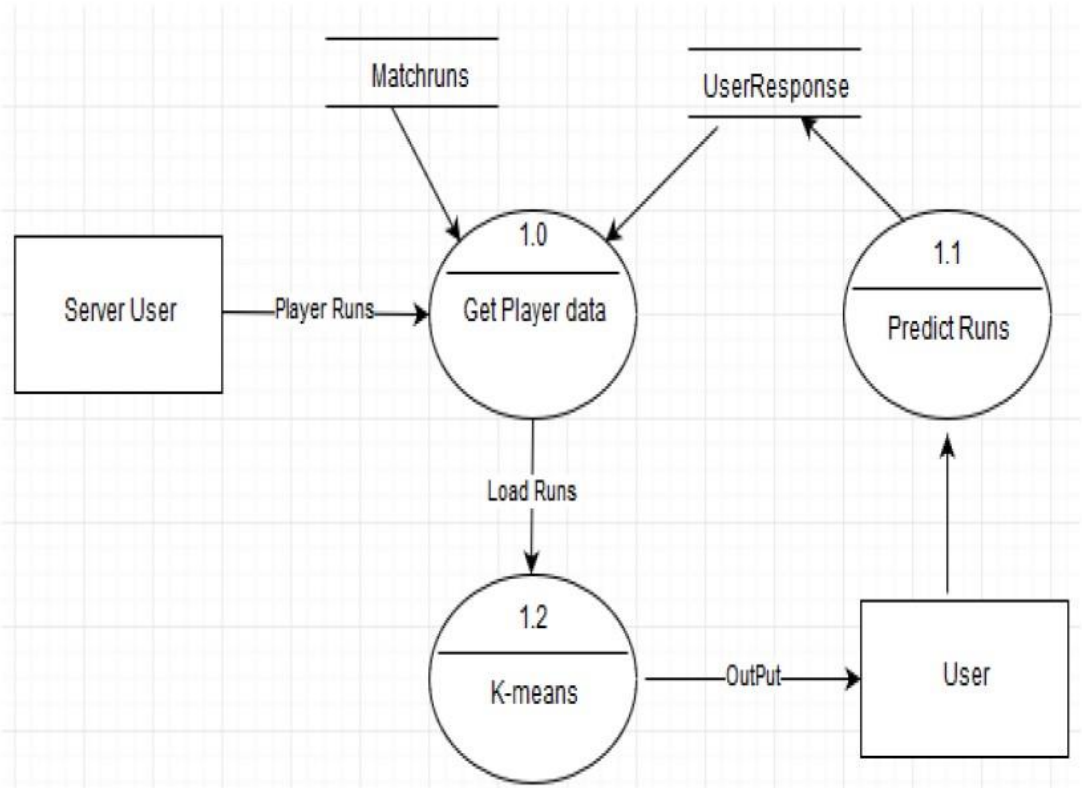 Matchruns
UserResponse
1.0
Get Player data
1.1
Predict Runs
Server User
Player Runs
Load Runs
1.2
K-means
OutPut
User